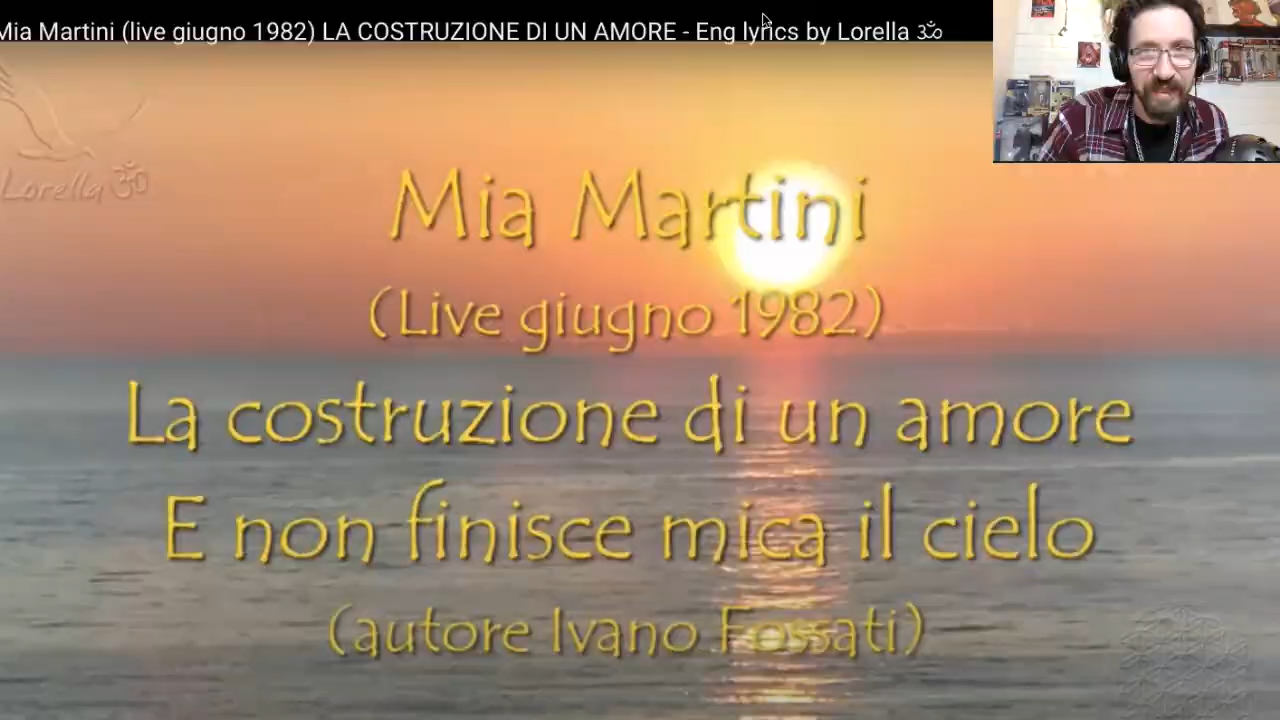 Mia Martini (live giugno 1982) LA COSTRUZIONE DI UN AMORE - Eng lyrics by Lorella ॐ
Lorella ॐ
Mia Martini
(Live giugno 1982)
La costruzione di un amore
E non finisce mica il cielo
(autore Ivano Fossati)